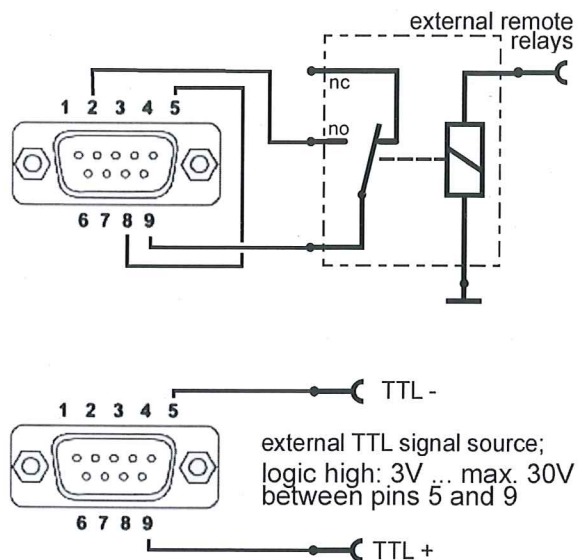 external remote
relays
nc
no
1 2 3 4 5
6 7 8 9
TTL -
1 2 3 4 5
external TTL signal source;
logic high: 3V ... max. 30V
between pins 5 and 9
6 7 8 9
TTL +